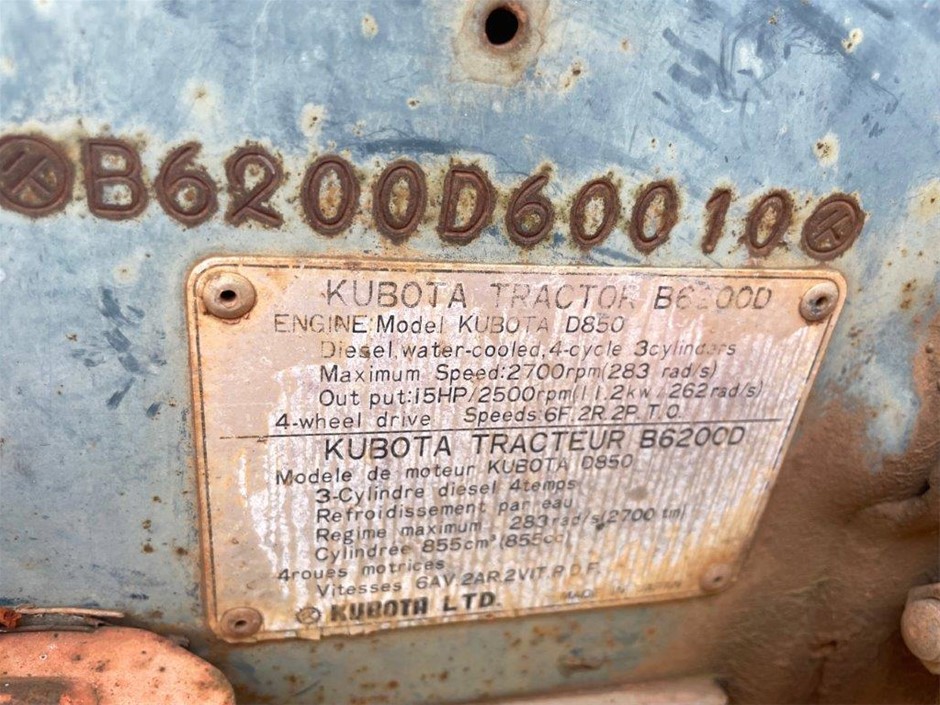 B6200D60010
KUBOTA TRACTOR B6200D
ENGINE:Model KUBOTA D850
Diesel,water-cooled,4-cycle 3cylinders
Maximum Speed:2700rpm(283 rad/s)
Out put:15HP/2500rpm(11.2kw/262rad/s)
4-wheel drive Speeds:6F.2R.2P.T.O.
KUBOTA TRACTEUR B6200D
Modele de moteur KUBOTA D850
3-Cylindre diesel 4temps
Refroidissement par eau
Regime maximum 283rad/s(2700 t/m)
Cylindree 855cm³(855cc)
4roues motrices
Vitesses 6AV.2AR.2VIT.P.D.F.
KUBOTA LTD. MADE IN JAPAN